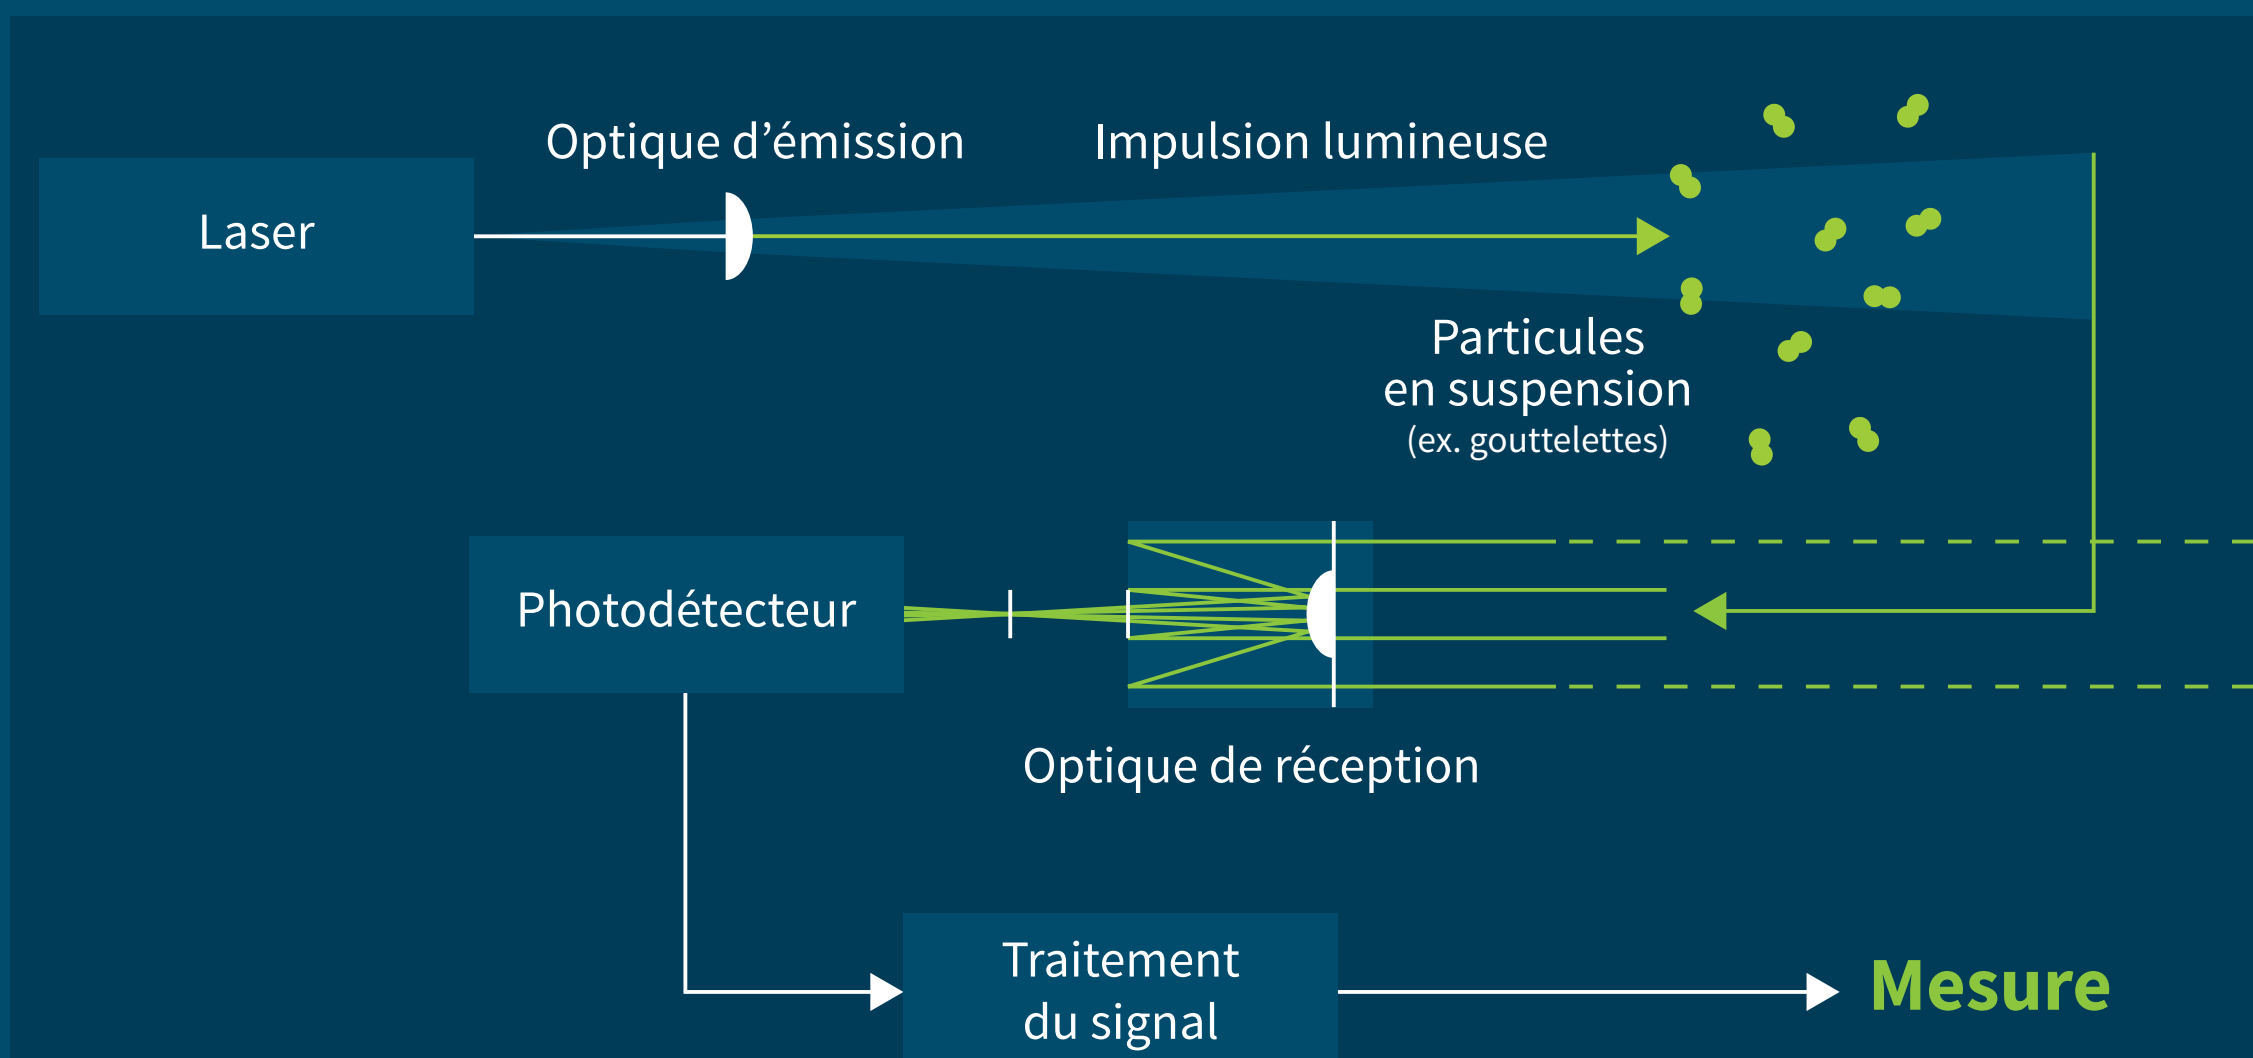 Optique d’émission
Impulsion lumineuse
Laser
Particules
en suspension
(ex. gouttelettes)
Photodétecteur
Optique de réception
Traitement
du signal
Mesure